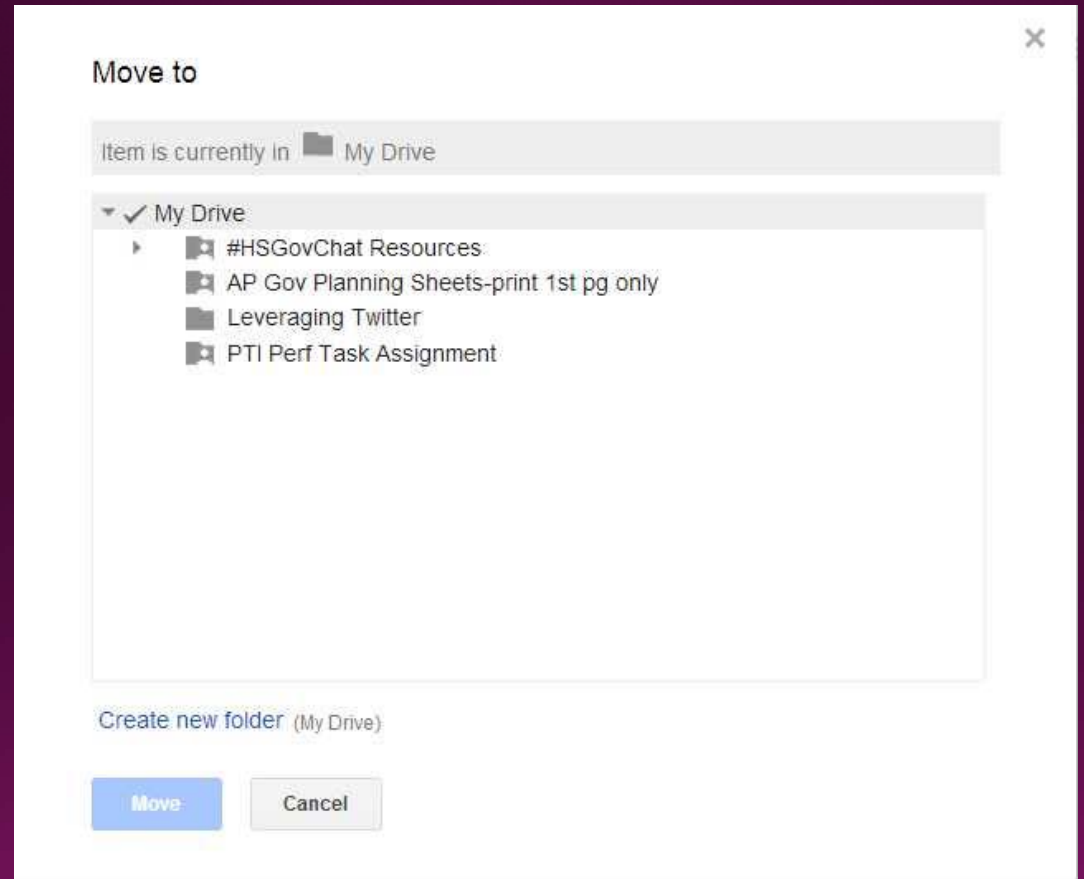 Move to
Item is currently in My Drive
My Drive
#HSGovChat Resources
AP Gov Planning Sheets-print 1st pg only
Leveraging Twitter
PTI Perf Task Assignment
Create new folder (My Drive)
Move Cancel